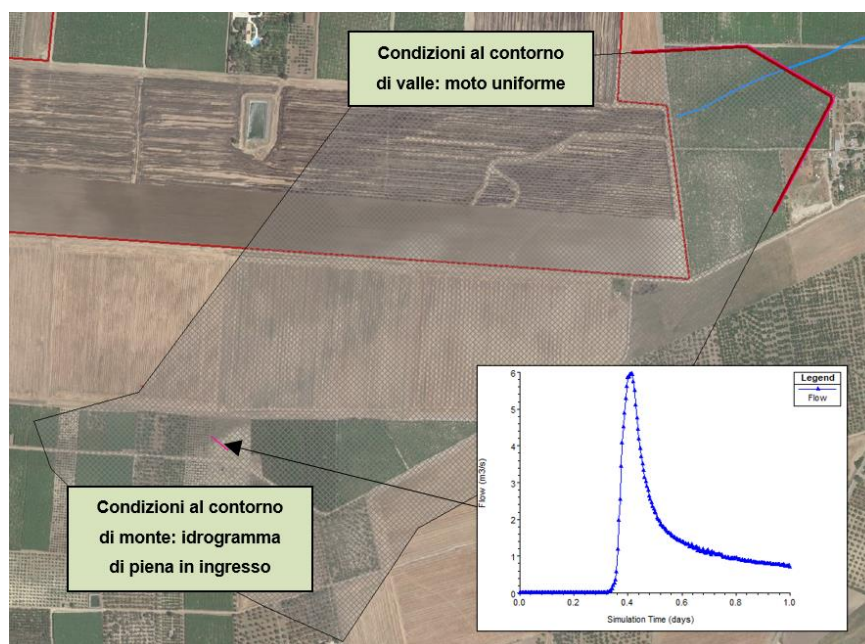 Condizioni al contorno
di valle: moto uniforme
Condizioni al contorno
di monte: idrogramma
di piena in ingresso
Legend
Flow
Flow (m3/s)
6
5
4
3
2
1
0
0.0 0.2 0.4 0.6 0.8 1.0
Simulation Time (days)